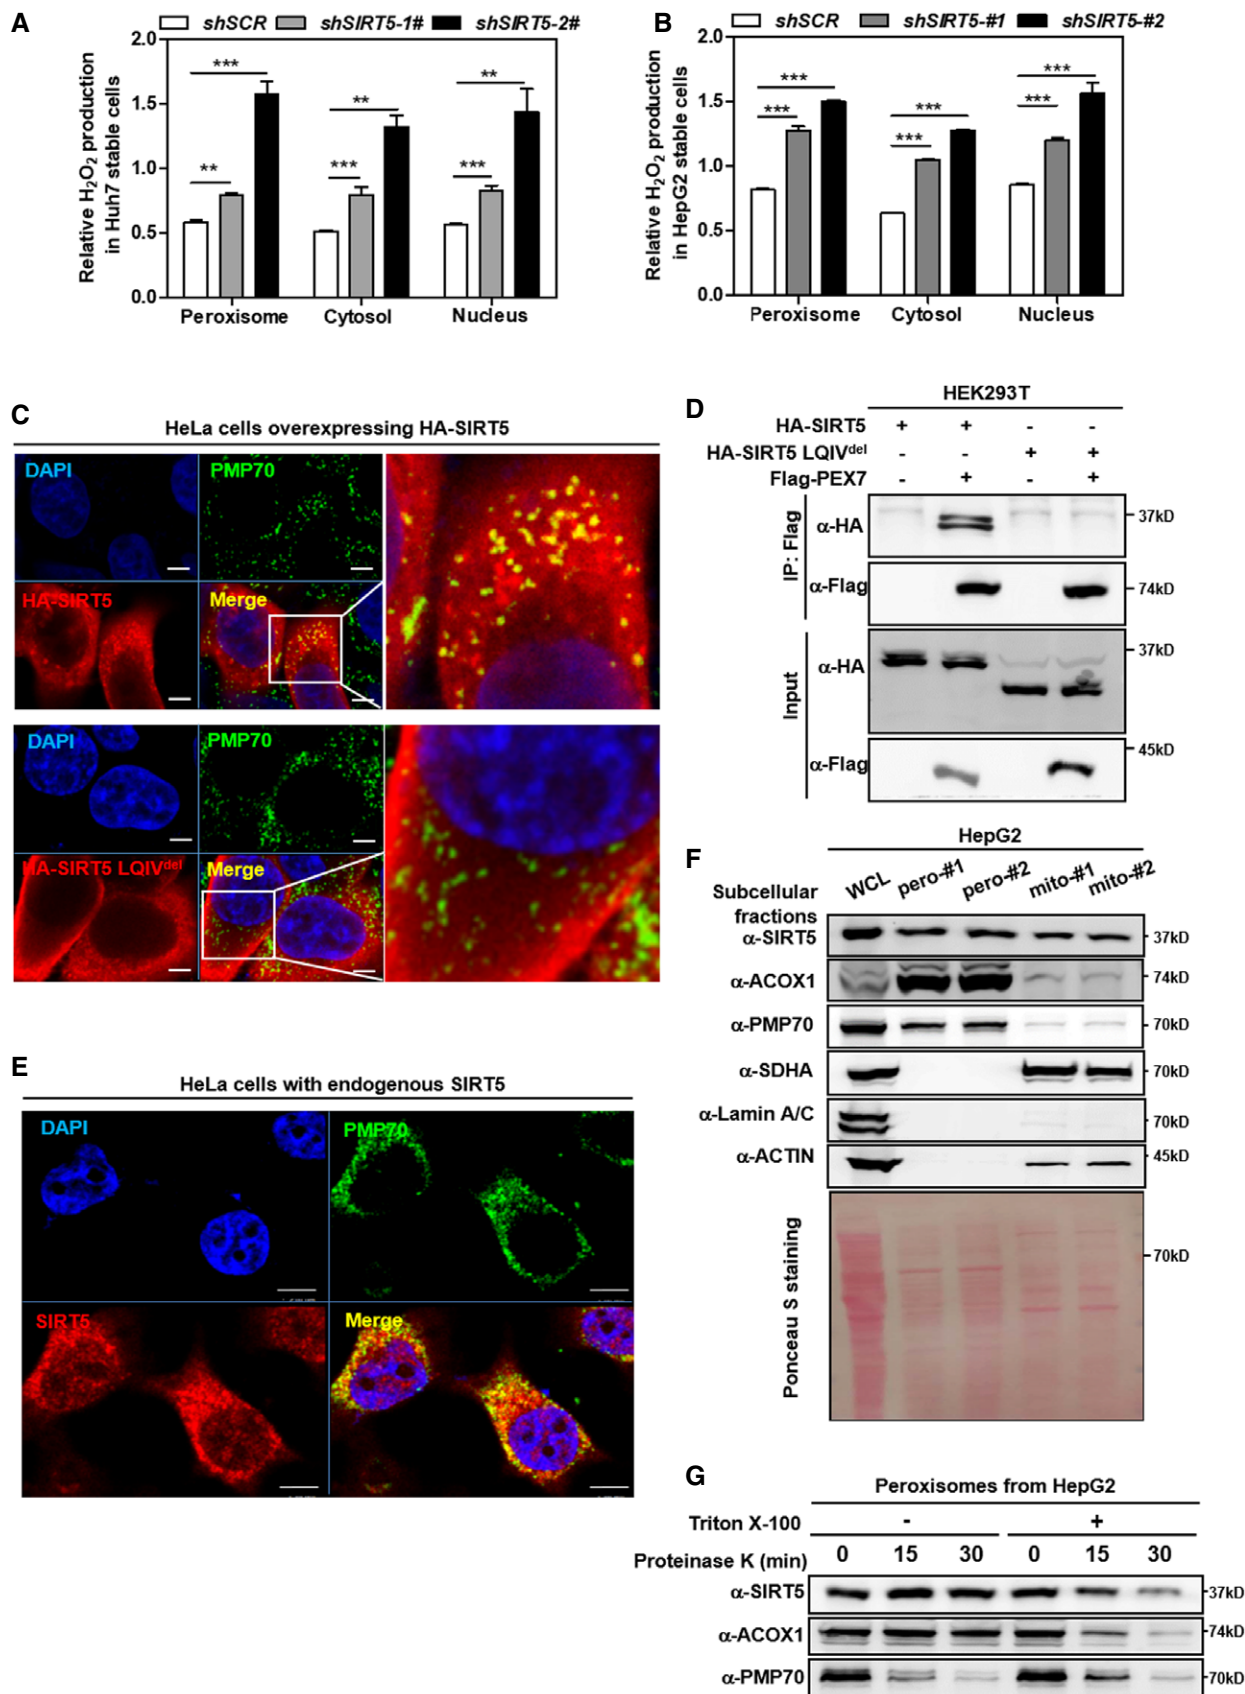 A
shSCR shSIRT5-1# shSIRT5-2#
Relative H2O2 production
in Huh7 stable cells
2.0
1.5
1.0
0.5
0.0
*** ** ** *** ** ***
Peroxisome Cytosol Nucleus
B
shSCR shSIRT5-#1 shSIRT5-#2
Relative H2O2 production
in HepG2 stable cells
2.0
1.5
1.0
0.5
0.0
*** *** *** *** *** ***
Peroxisome Cytosol Nucleus
C
HeLa cells overexpressing HA-SIRT5
DAPI PMP70
HA-SIRT5 Merge
DAPI PMP70
HA-SIRT5 LQIVdel Merge
D
HEK293T
HA-SIRT5 + + - -
HA-SIRT5 LQIVdel - - + +
Flag-PEX7 - + - +
IP: Flag
α-HA 37kD
α-Flag 74kD
Input
α-HA 37kD
α-Flag 45kD
E
HeLa cells with endogenous SIRT5
DAPI PMP70
SIRT5 Merge
F
HepG2
Subcellular fractions WCL pero-#1 pero-#2 mito-#1 mito-#2
α-SIRT5 37kD
α-ACOX1 74kD
α-PMP70 70kD
α-SDHA 70kD
α-Lamin A/C 70kD
α-ACTIN 45kD
Ponceau S staining 70kD
G
Peroxisomes from HepG2
Triton X-100 - +
Proteinase K (min) 0 15 30 0 15 30
α-SIRT5 37kD
α-ACOX1 74kD
α-PMP70 70kD